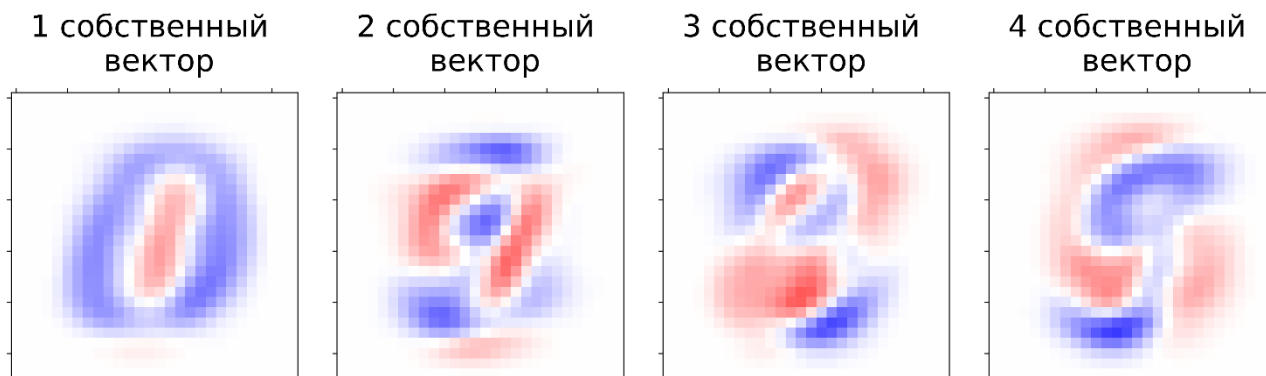 1 собственный
вектор
2 собственный
вектор
3 собственный
вектор
4 собственный
вектор